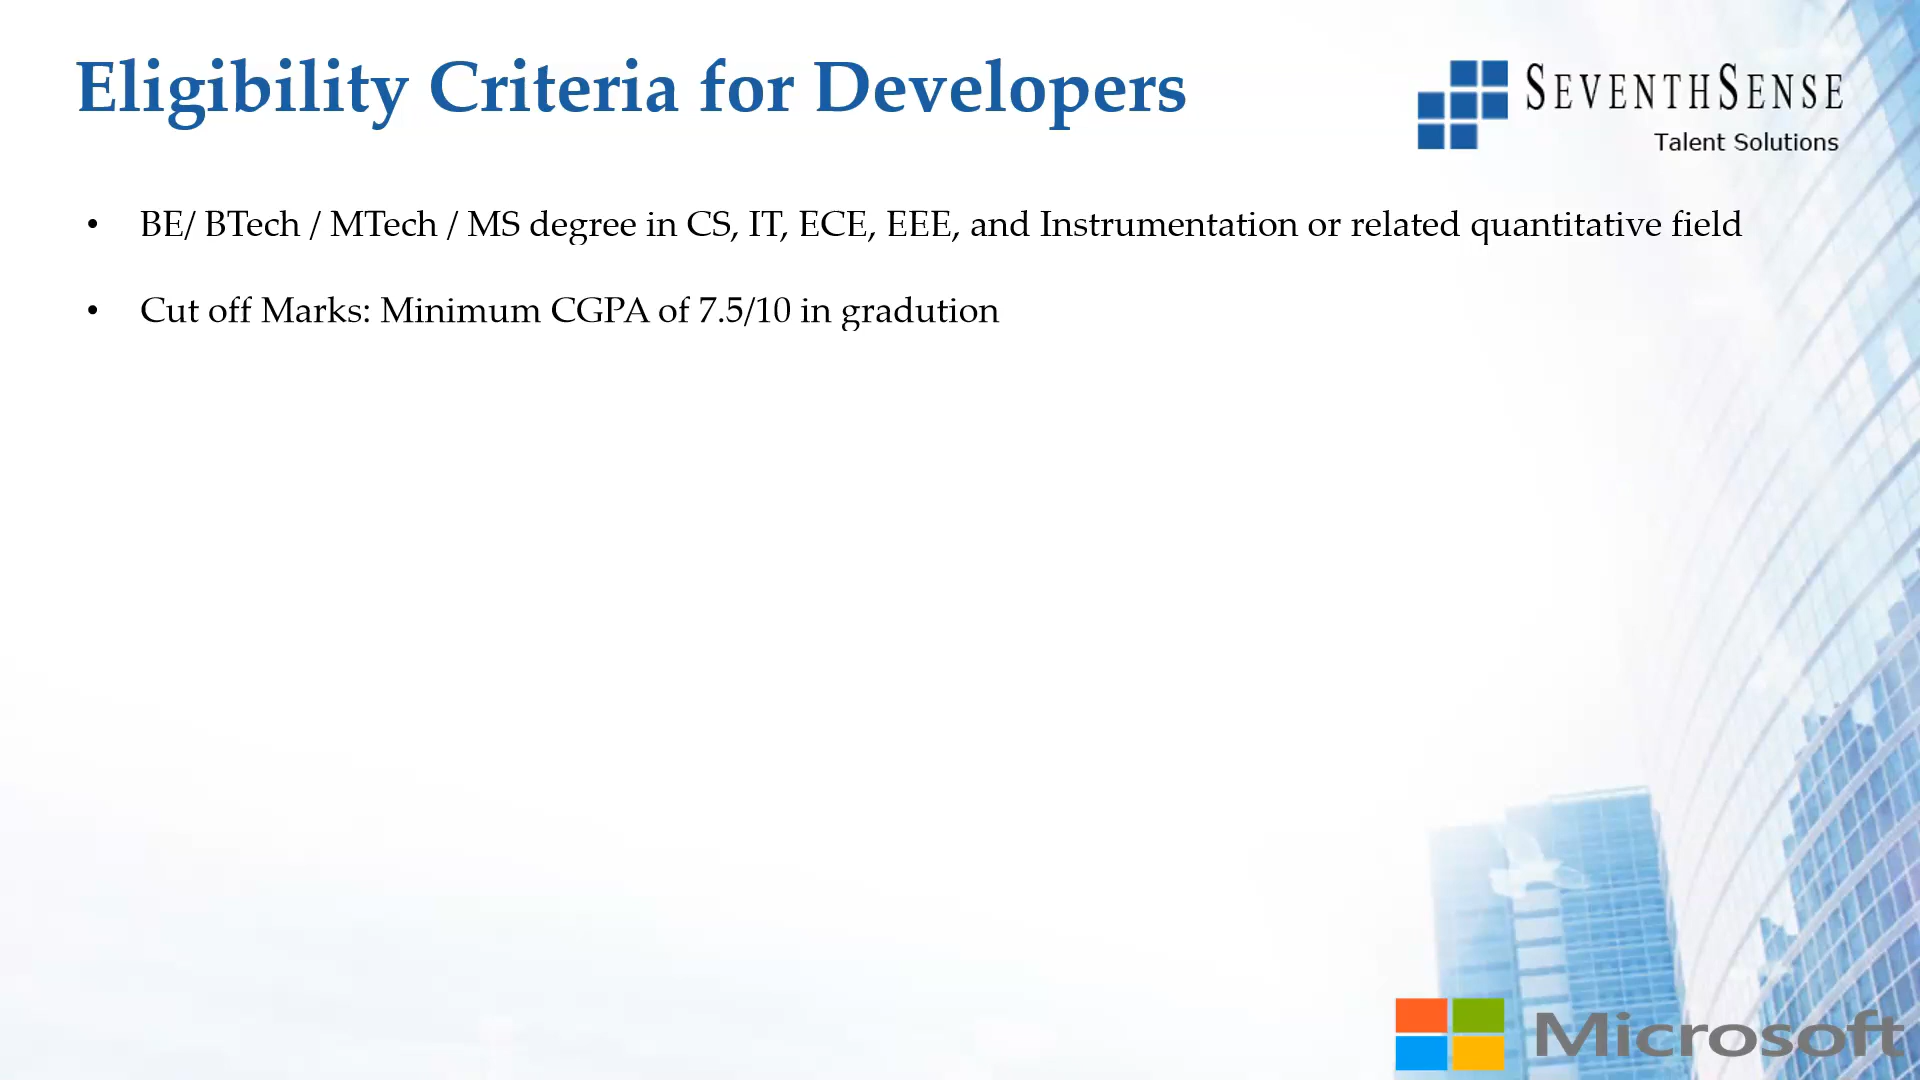 Eligibility Criteria for Developers
SEVENTHSENSE
Talent Solutions
• BE/ BTech / MTech / MS degree in CS, IT, ECE, EEE, and Instrumentation or related quantitative field
• Cut off Marks: Minimum CGPA of 7.5/10 in gradution
Microsoft